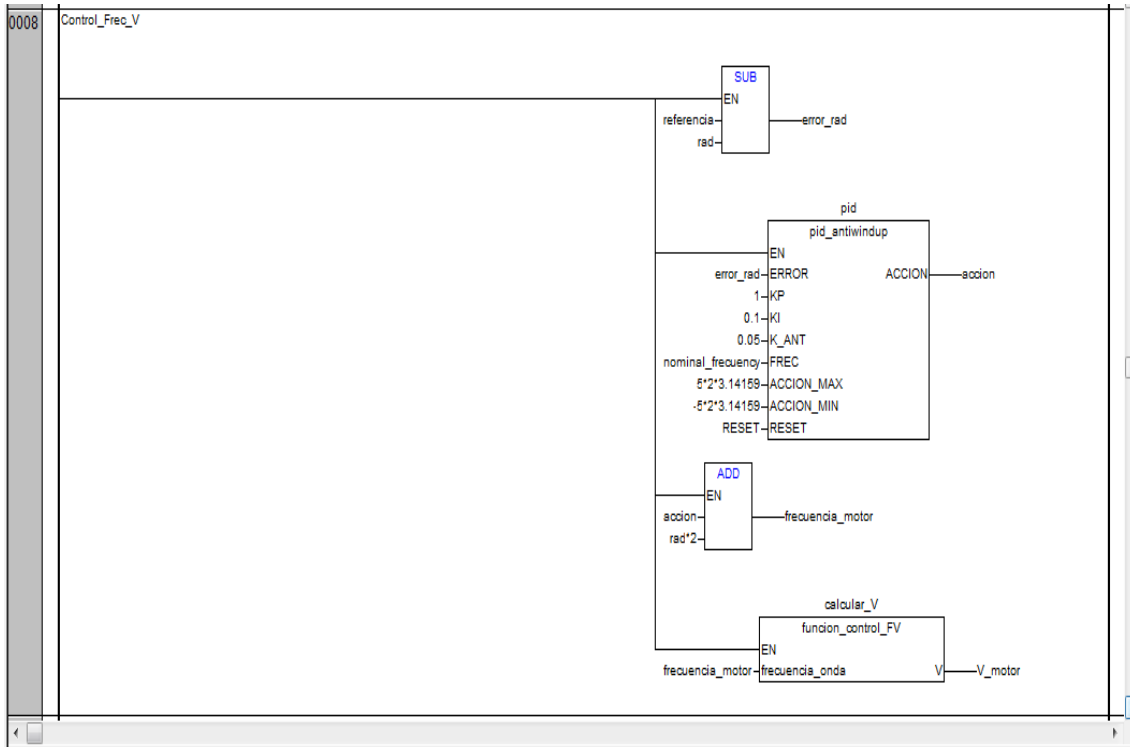 0008 Control_Frec_V
SUB
EN
referencia error_rad
rad
pid
pid_antiwindup
EN
error_rad ERROR ACCION accion
1 KP
0.1 KI
0.05 K_ANT
nominal_frecuency FREC
5*2*3.14159 ACCION_MAX
-5*2*3.14159 ACCION_MIN
RESET RESET
ADD
EN
accion frecuencia_motor
rad*2
calcular_V
funcion_control_FV
EN
frecuencia_motor frecuencia_onda V V_motor